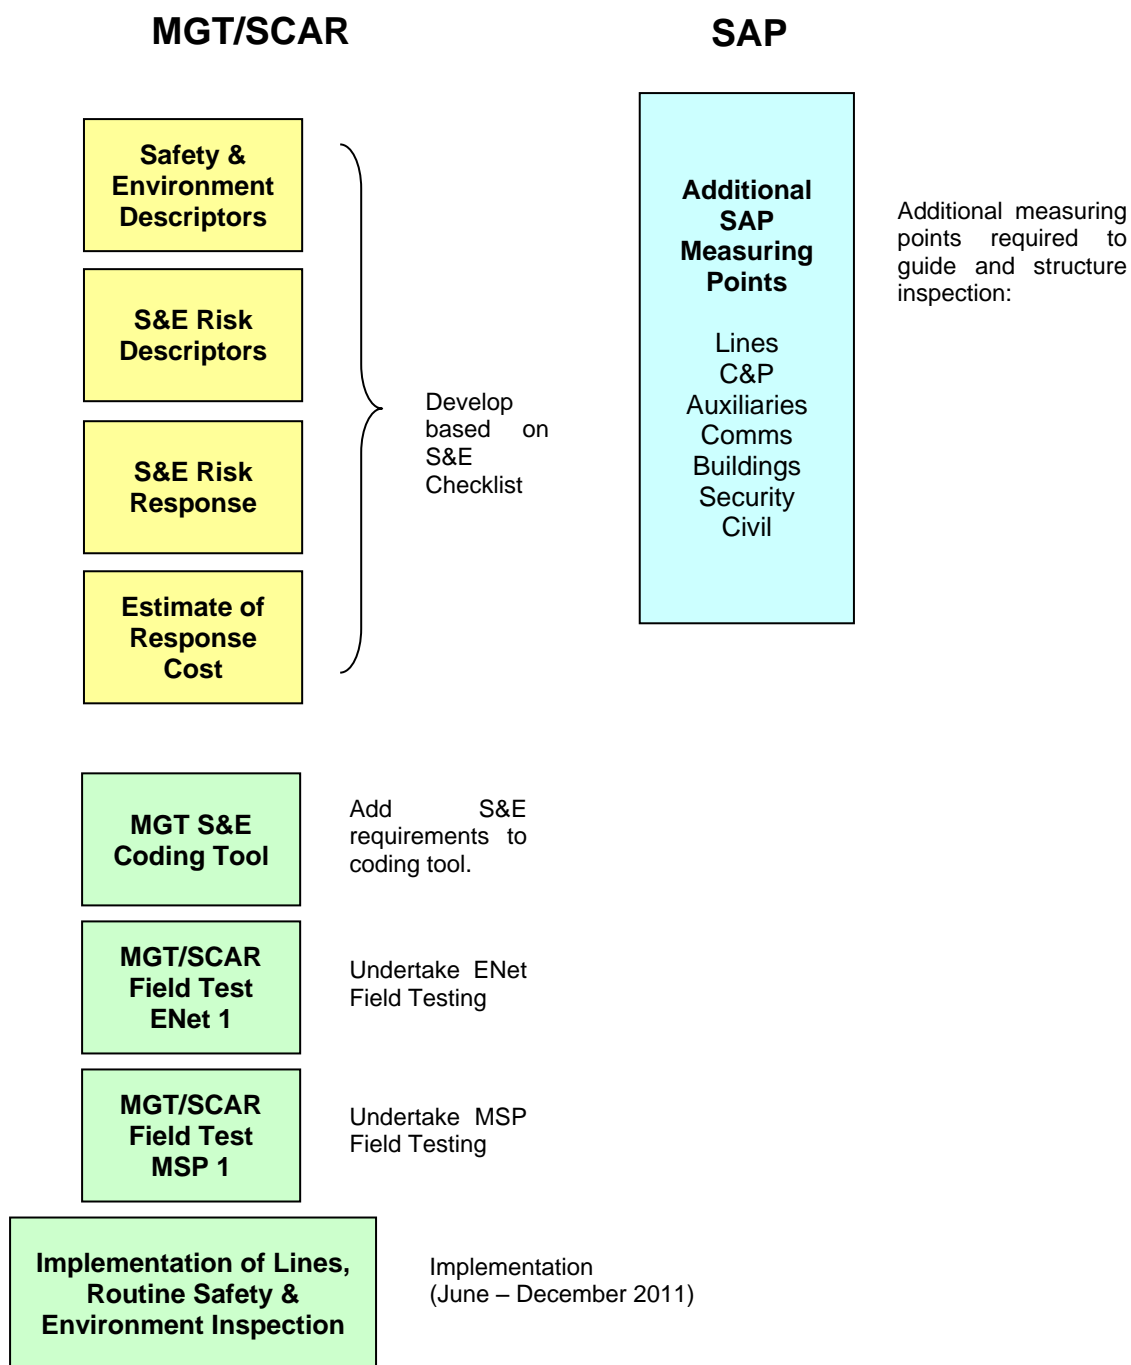 MGT/SCAR
SAP
Safety &
Environment
Descriptors
S&E Risk
Descriptors
S&E Risk
Response
Estimate of
Response
Cost
Develop
based on
S&E
Checklist
Additional
SAP
Measuring
Points
Lines
C&P
Auxiliaries
Comms
Buildings
Security
Civil
Additional measuring
points required to
guide and structure
inspection:
MGT S&E
Coding Tool
Add S&E
requirements to
coding tool.
MGT/SCAR
Field Test
ENet 1
Undertake ENet
Field Testing
MGT/SCAR
Field Test
MSP 1
Undertake MSP
Field Testing
Implementation of Lines,
Routine Safety &
Environment Inspection
Implementation
(June – December 2011)